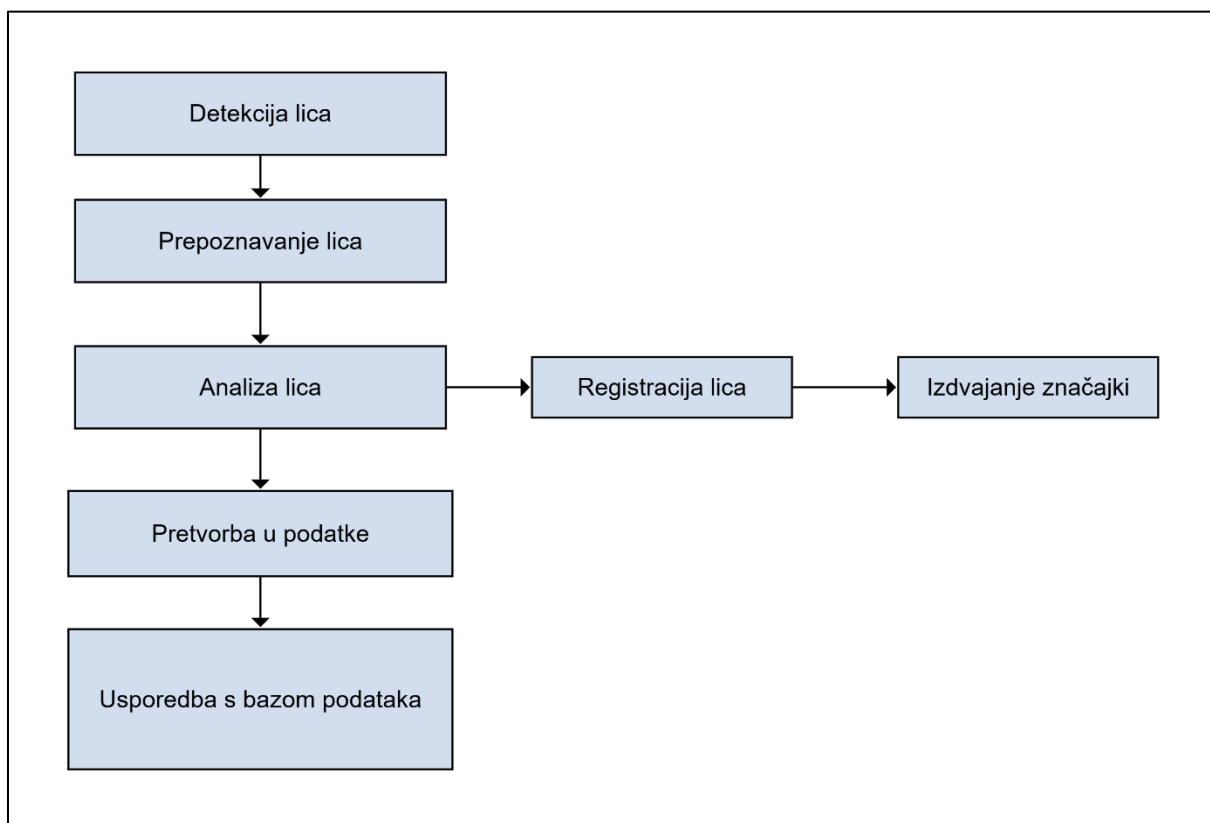 Detekcija lica
Prepoznavanje lica
Analiza lica
Registracija lica
Izdvajanje značajki
Pretvorba u podatke
Usporedba s bazom podataka